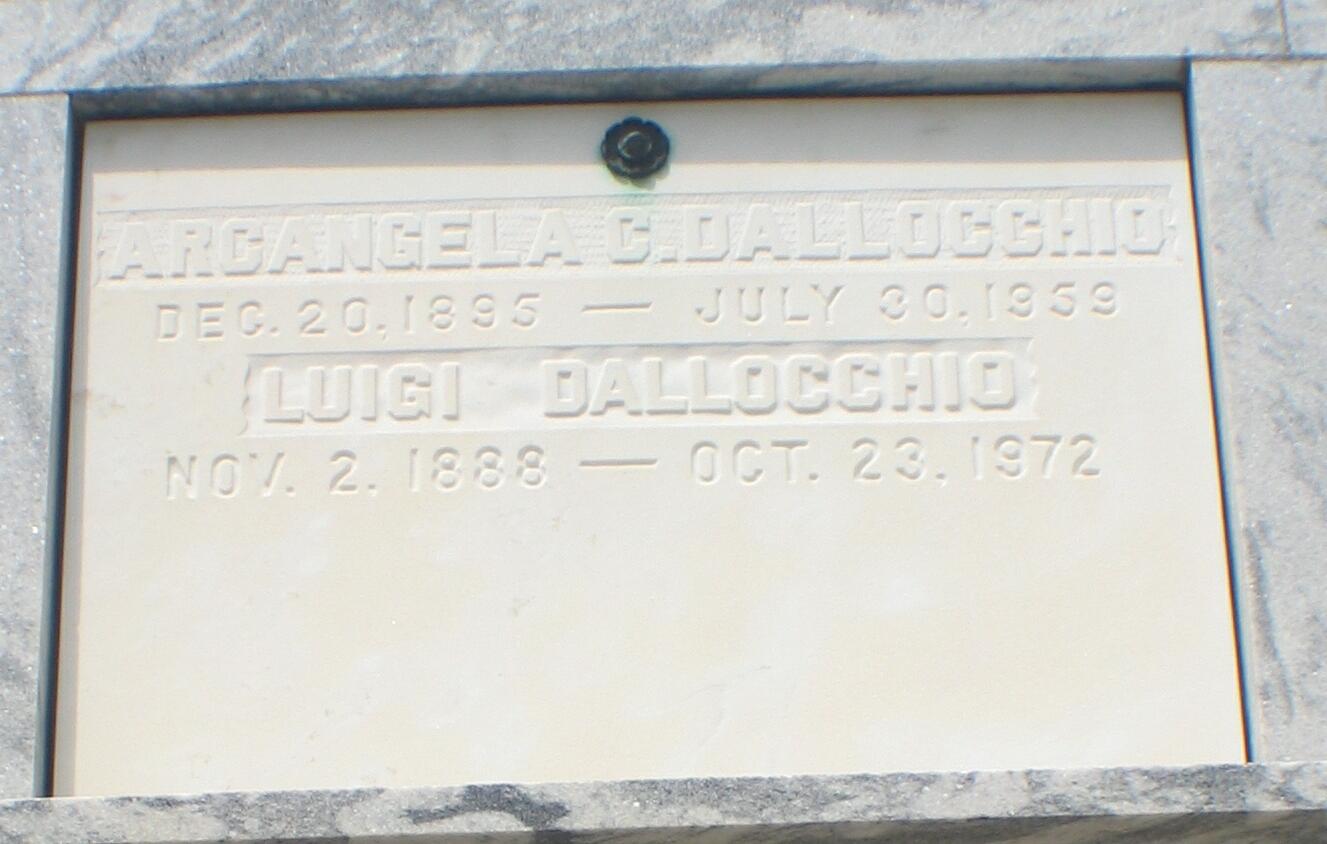 ARCANGELA C. DALLOCCHIO
DEC. 20, 1895 — JULY 30, 1959
LUIGI DALLOCCHIO
NOV. 2, 1888 — OCT. 23, 1972